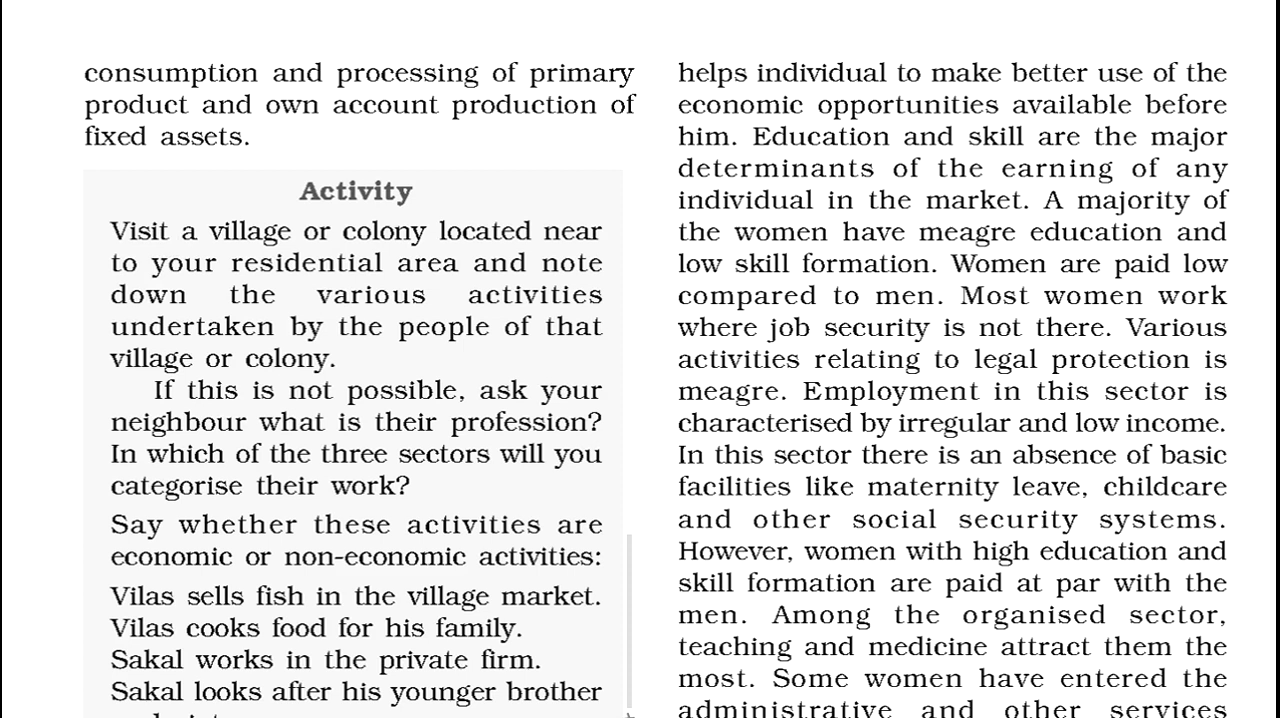 consumption and processing of primary
product and own account production of
fixed assets.
Activity
Visit a village or colony located near
to your residential area and note
down the various activities
undertaken by the people of that
village or colony.
If this is not possible, ask your
neighbour what is their profession?
In which of the three sectors will you
categorise their work?
Say whether these activities are
economic or non-economic activities:
Vilas sells fish in the village market.
Vilas cooks food for his family.
Sakal works in the private firm.
Sakal looks after his younger brother
helps individual to make better use of the
economic opportunities available before
him. Education and skill are the major
determinants of the earning of any
individual in the market. A majority of
the women have meagre education and
low skill formation. Women are paid low
compared to men. Most women work
where job security is not there. Various
activities relating to legal protection is
meagre. Employment in this sector is
characterised by irregular and low income.
In this sector there is an absence of basic
facilities like maternity leave, childcare
and other social security systems.
However, women with high education and
skill formation are paid at par with the
men. Among the organised sector,
teaching and medicine attract them the
most. Some women have entered the
administrative and other services